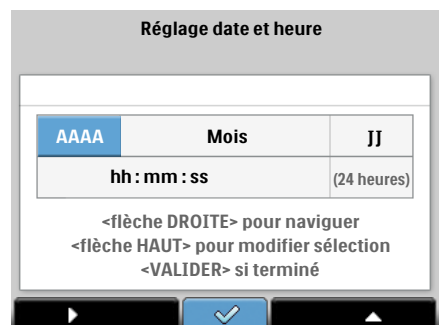 Réglage date et heure
AAAA Mois JJ
hh : mm : ss (24 heures)
<flèche DROITE> pour naviguer
<flèche HAUT> pour modifier sélection
<VALIDER> si terminé